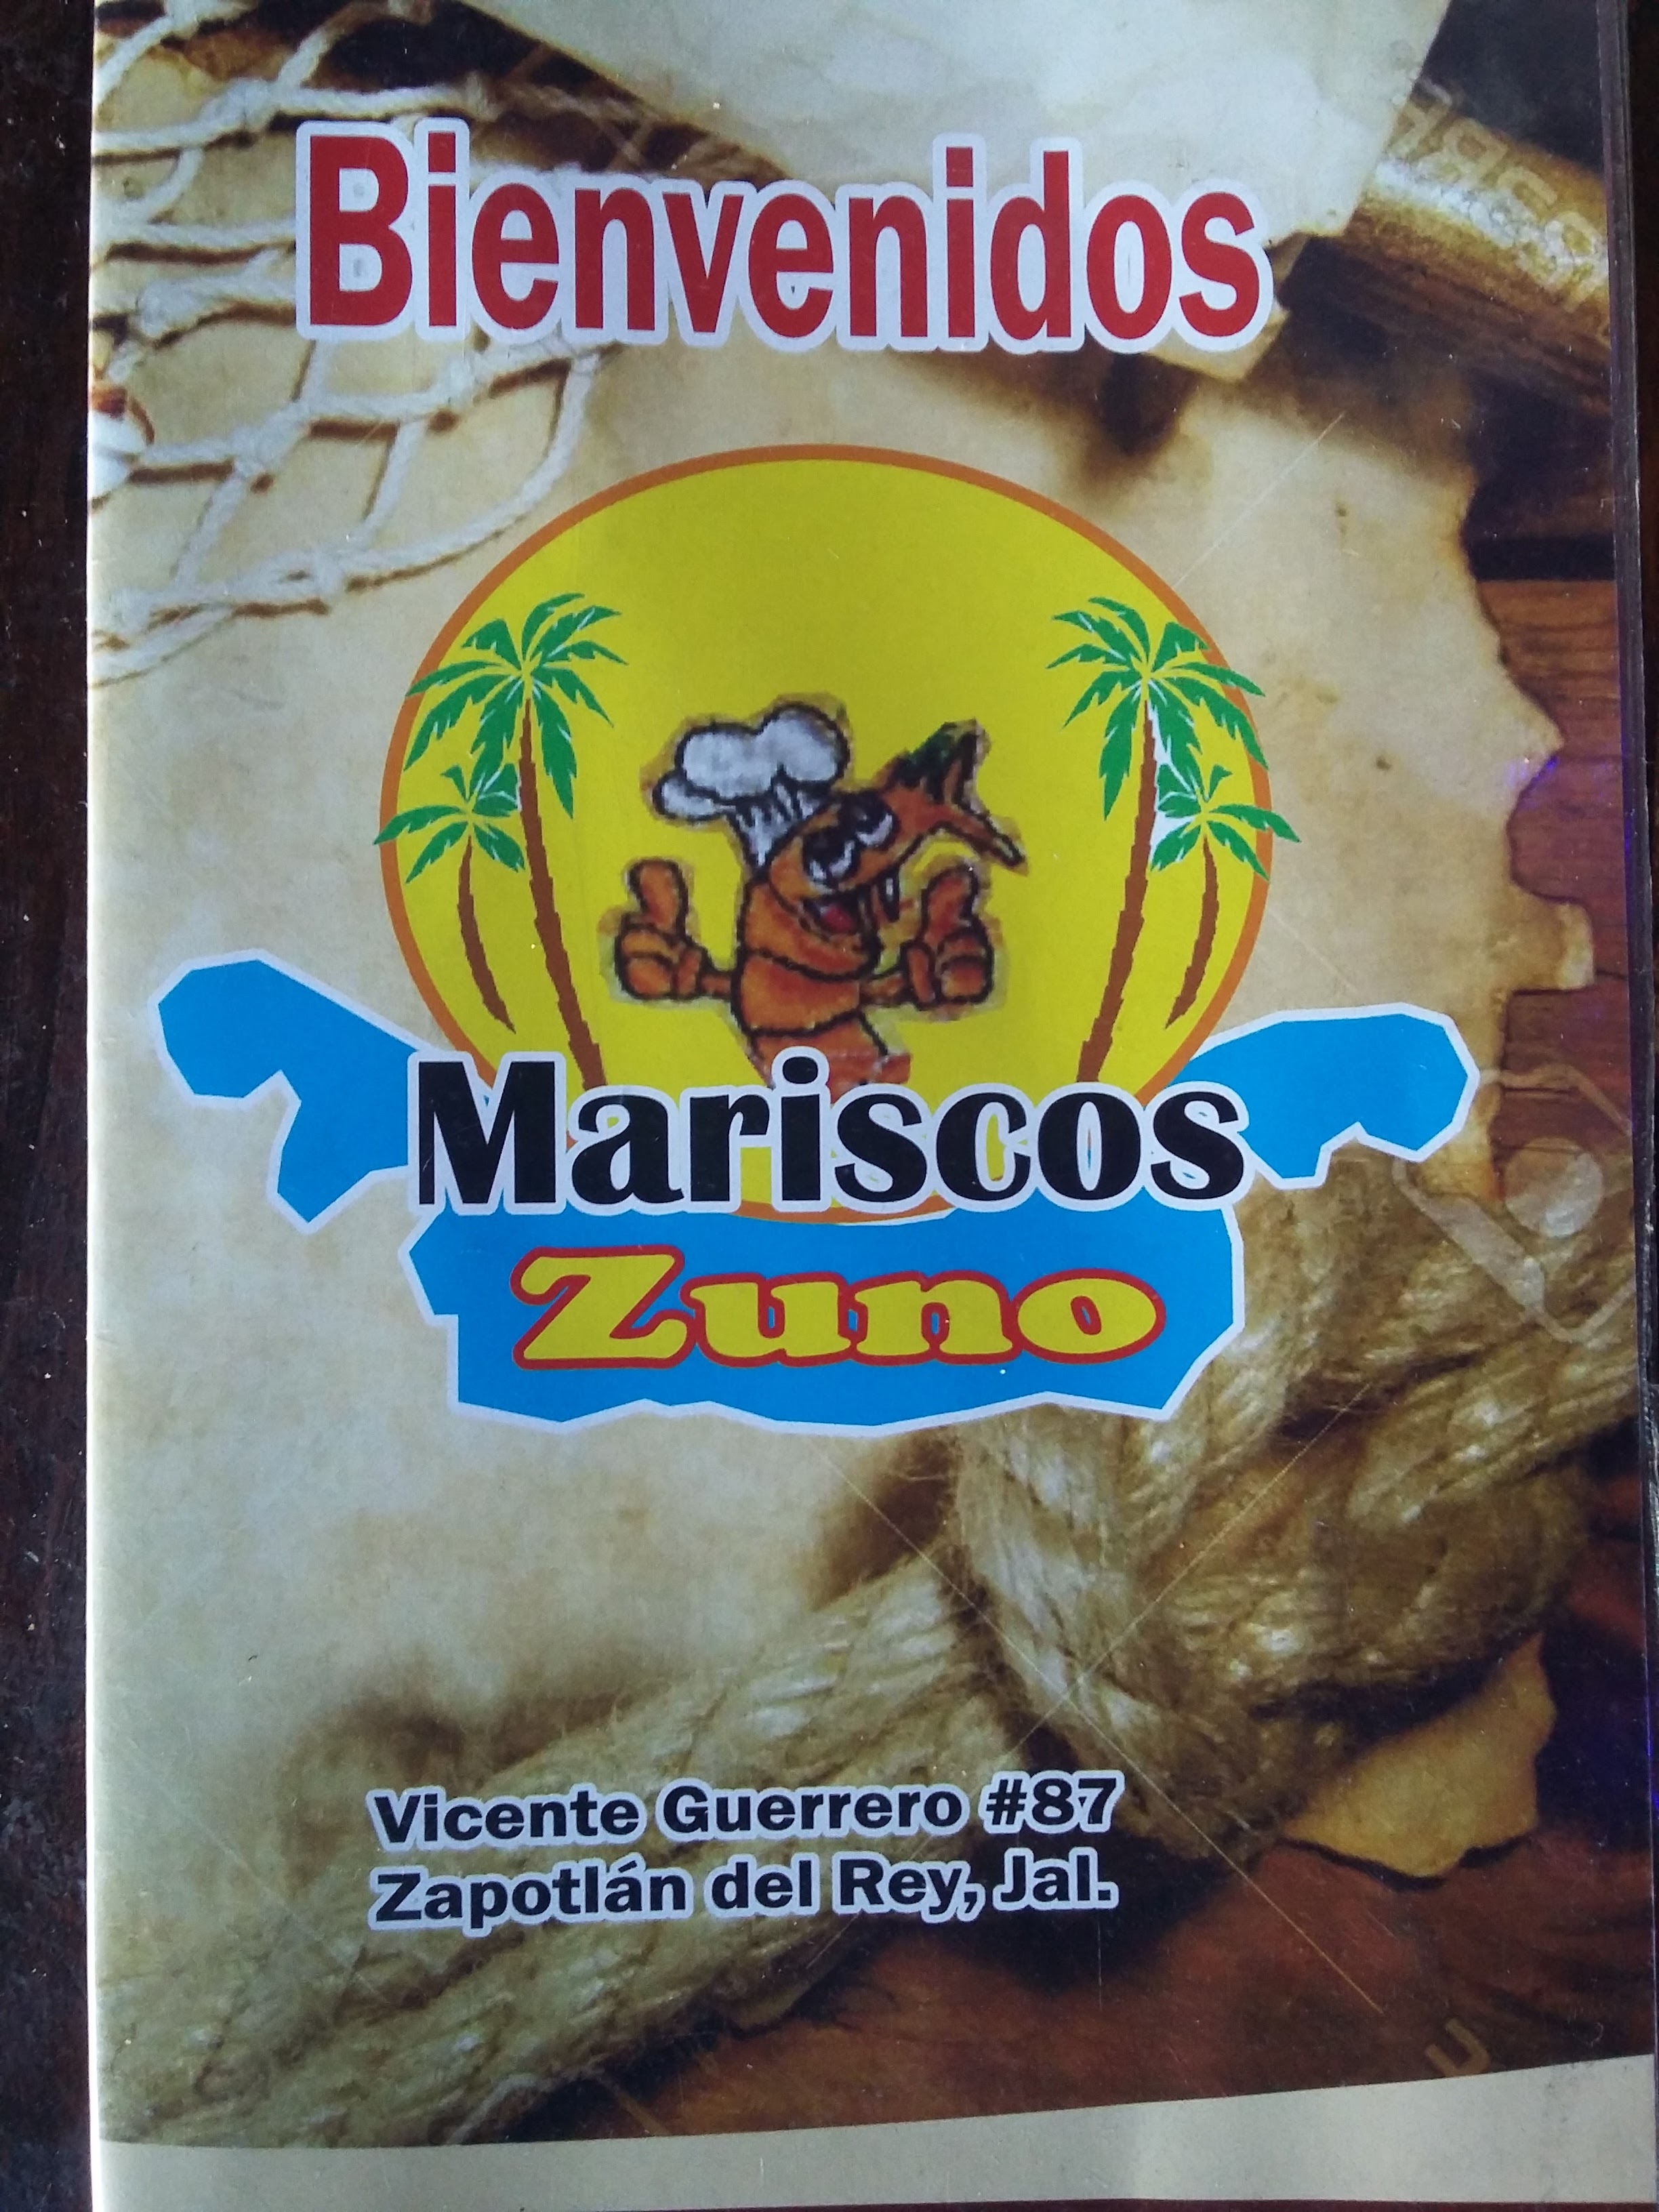 Bienvenidos
Mariscos
Zuno
Vicente Guerrero #87
Zapotlán del Rey, Jal.